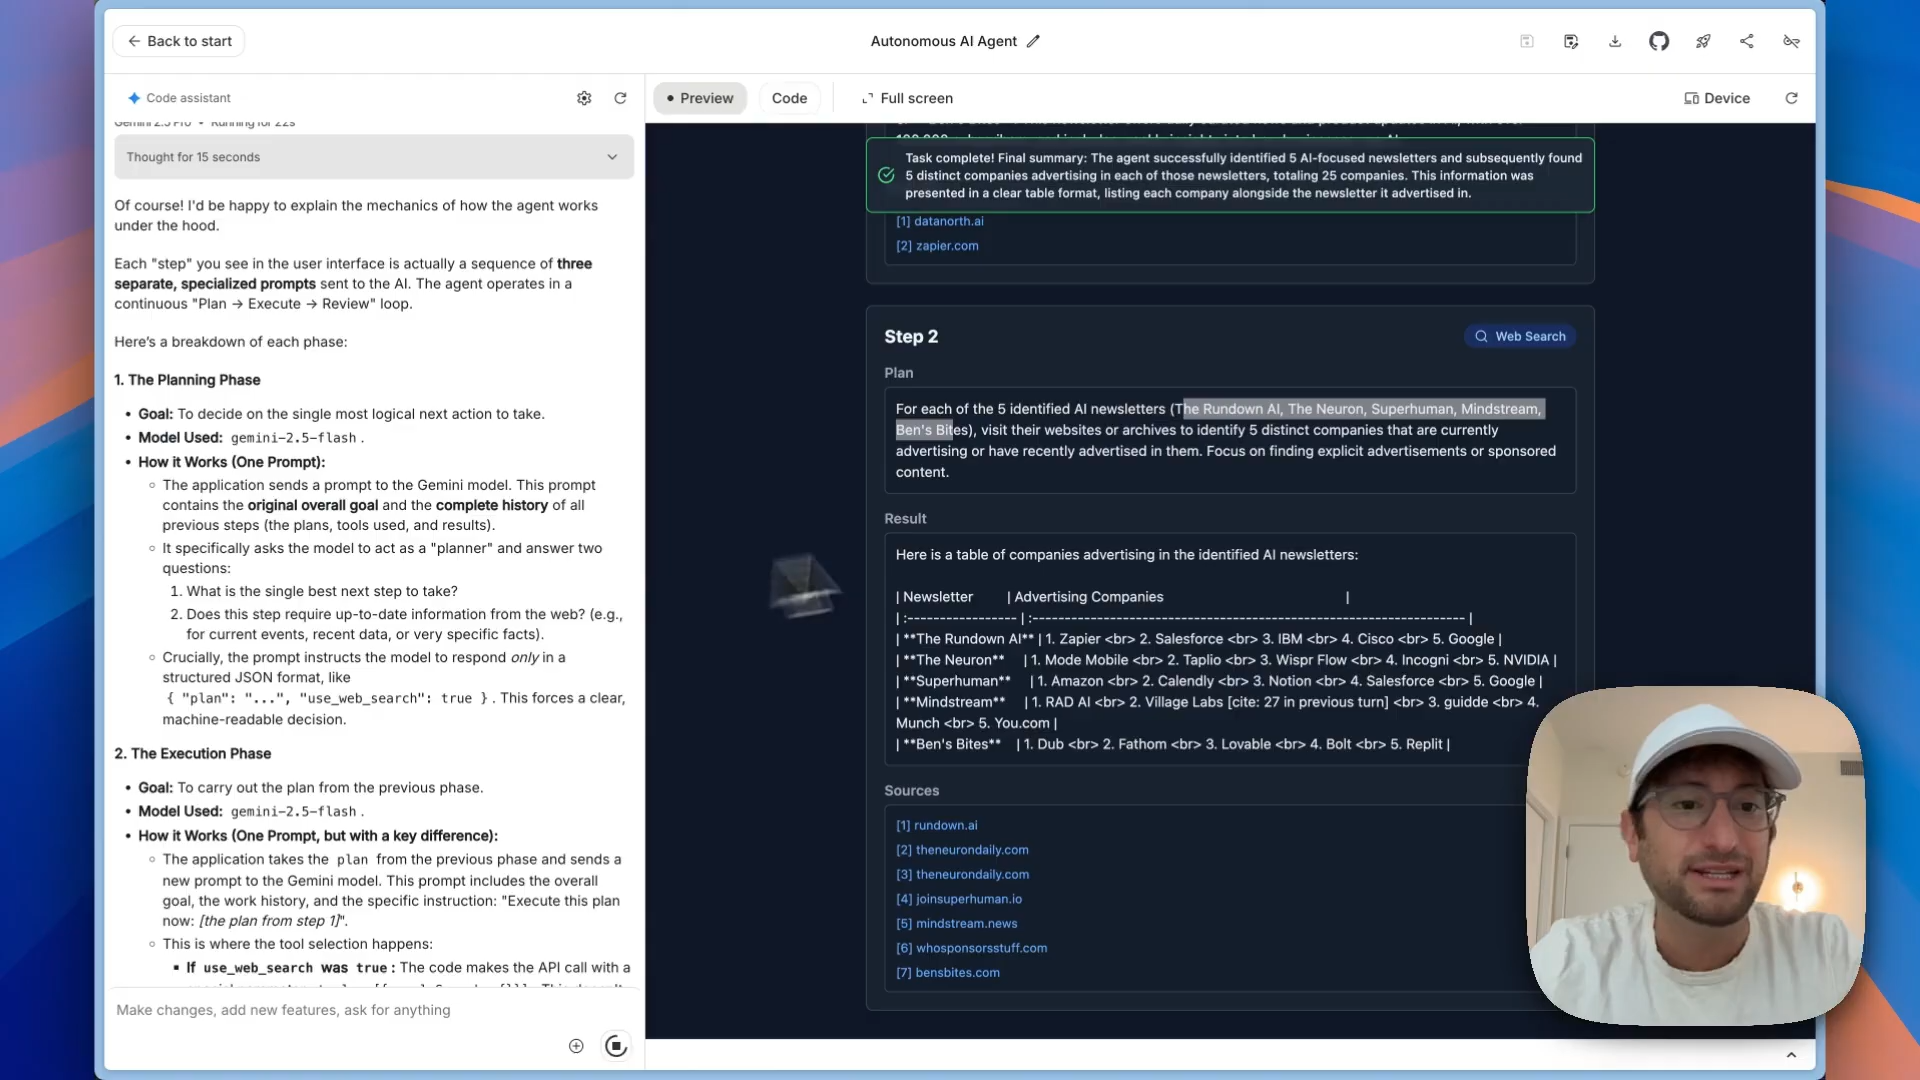 Back to start
Autonomous AI Agent
Code assistant
Preview
Code
Full screen
Device
Gemini 2.5 Pro • Running for 22s
Thought for 15 seconds
Of course! I'd be happy to explain the mechanics of how the agent works
under the hood.
Each "step" you see in the user interface is actually a sequence of three
separate, specialized prompts sent to the AI. The agent operates in a
continuous "Plan → Execute → Review" loop.
Here's a breakdown of each phase:
1. The Planning Phase
• Goal: To decide on the single most logical next action to take.
• Model Used: gemini-2.5-flash .
• How it Works (One Prompt):
◦ The application sends a prompt to the Gemini model. This prompt
contains the original overall goal and the complete history of all
previous steps (the plans, tools used, and results).
◦ It specifically asks the model to act as a "planner" and answer two
questions:
1. What is the single best next step to take?
2. Does this step require up-to-date information from the web? (e.g.,
for current events, recent data, or very specific facts).
◦ Crucially, the prompt instructs the model to respond only in a
structured JSON format, like
{ "plan": "...", "use_web_search": true } . This forces a clear,
machine-readable decision.
2. The Execution Phase
• Goal: To carry out the plan from the previous phase.
• Model Used: gemini-2.5-flash .
• How it Works (One Prompt, but with a key difference):
◦ The application takes the plan from the previous phase and sends a
new prompt to the Gemini model. This prompt includes the overall
goal, the work history, and the specific instruction: "Execute this plan
now: [the plan from step 1]".
◦ This is where the tool selection happens:
▪ If use_web_search was true : The code makes the API call with a
Make changes, add new features, ask for anything
Task complete! Final summary: The agent successfully identified 5 AI-focused newsletters and subsequently found
5 distinct companies advertising in each of those newsletters, totaling 25 companies. This information was
presented in a clear table format, listing each company alongside the newsletter it advertised in.
[1] datanorth.ai
[2] zapier.com
Step 2
Web Search
Plan
For each of the 5 identified AI newsletters (The Rundown AI, The Neuron, Superhuman, Mindstream,
Ben's Bites), visit their websites or archives to identify 5 distinct companies that are currently
advertising or have recently advertised in them. Focus on finding explicit advertisements or sponsored
content.
Result
Here is a table of companies advertising in the identified AI newsletters:
| Newsletter | Advertising Companies |
| :----------------- | :--------------------------------------------------------------------- |
| **The Rundown AI** | 1. Zapier <br> 2. Salesforce <br> 3. IBM <br> 4. Cisco <br> 5. Google |
| **The Neuron** | 1. Mode Mobile <br> 2. Taplio <br> 3. Wispr Flow <br> 4. Incogni <br> 5. NVIDIA |
| **Superhuman** | 1. Amazon <br> 2. Calendly <br> 3. Notion <br> 4. Salesforce <br> 5. Google |
| **Mindstream** | 1. RAD AI <br> 2. Village Labs [cite: 27 in previous turn] <br> 3. guidde <br> 4.
Munch <br> 5. You.com |
| **Ben's Bites** | 1. Dub <br> 2. Fathom <br> 3. Lovable <br> 4. Bolt <br> 5. Replit |
Sources
[1] rundown.ai
[2] theneurondaily.com
[3] theneurondaily.com
[4] joinsuperhuman.io
[5] mindstream.news
[6] whosponsorsstuff.com
[7] bensbites.com